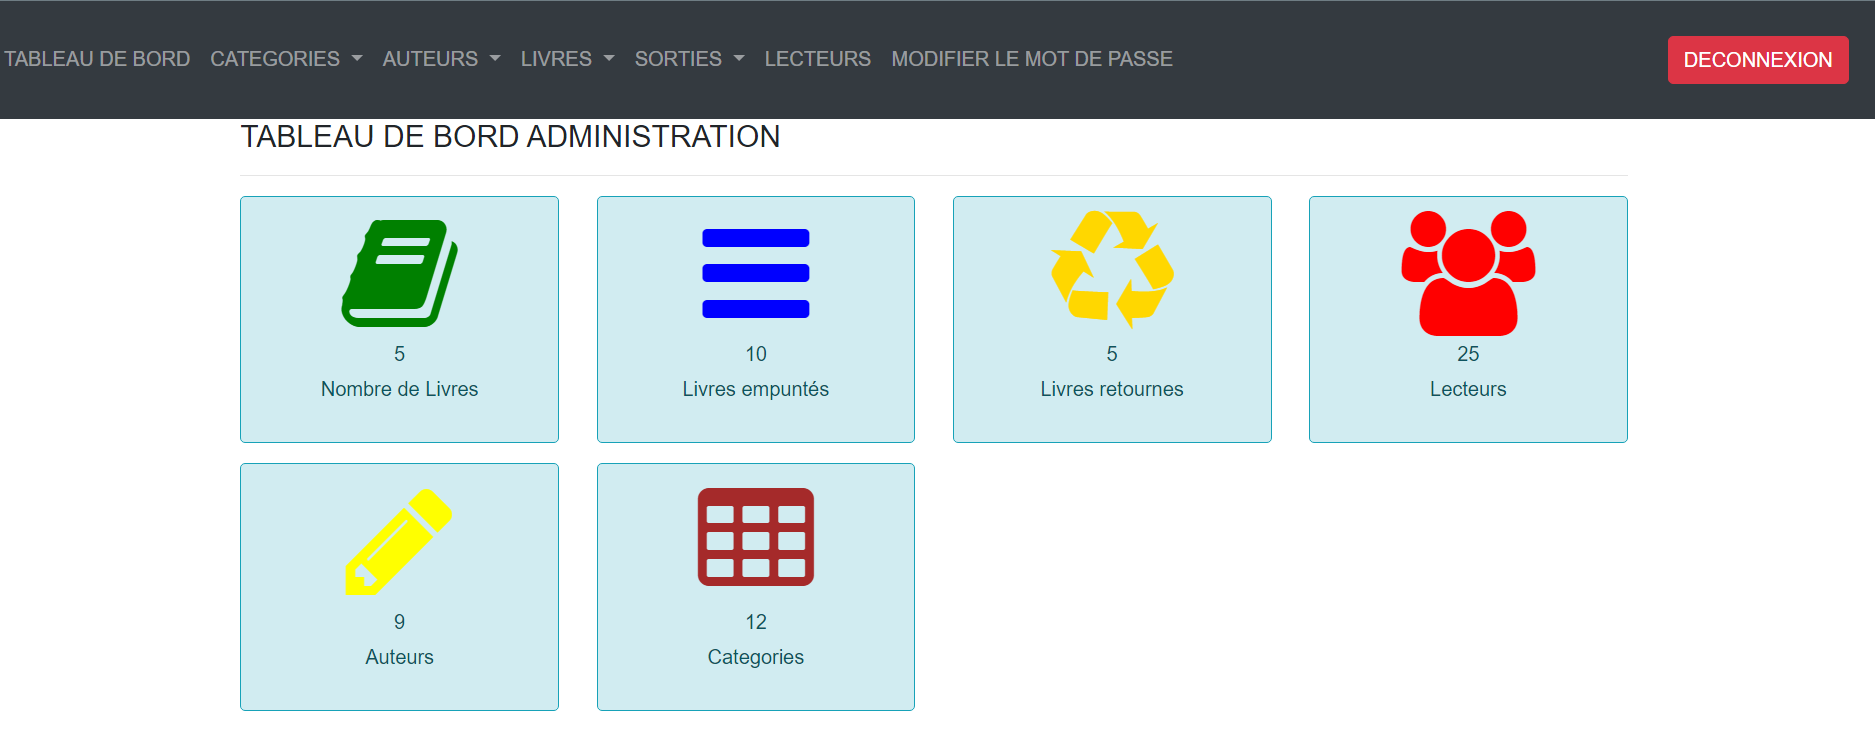 TABLEAU DE BORD CATEGORIES AUTEURS LIVRES SORTIES LECTEURS MODIFIER LE MOT DE PASSE DECONNEXION
TABLEAU DE BORD ADMINISTRATION
5
Nombre de Livres
10
Livres empuntés
5
Livres retournes
25
Lecteurs
9
Auteurs
12
Categories